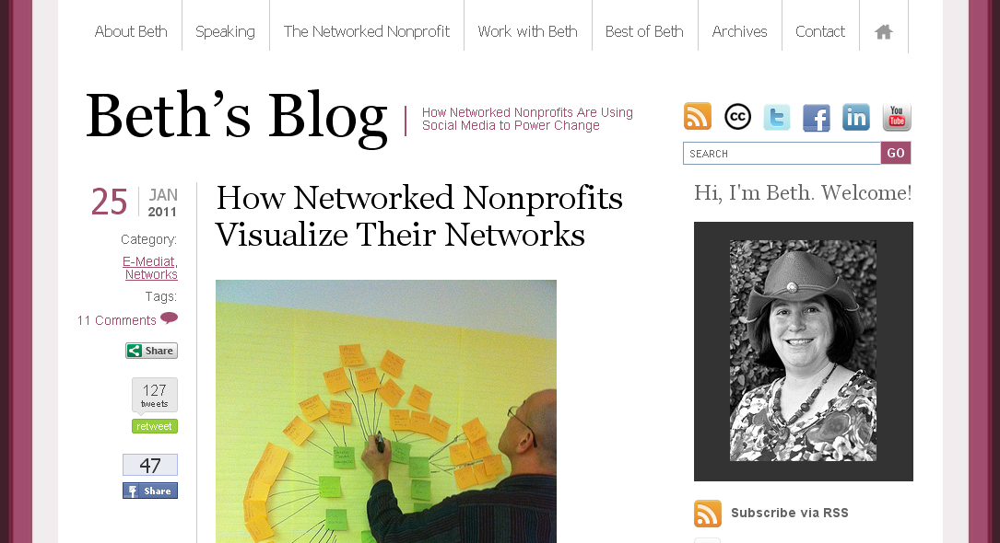 About Beth
Speaking
The Networked Nonprofit
Work with Beth
Best of Beth
Archives
Contact
Beth's Blog
How Networked Nonprofits Are Using
Social Media to Power Change
cc
t
f
in
You
Tube
SEARCH
GO
25
JAN
2011
Category:
E-Mediat,
Networks
Tags:
11 Comments
Share
127
tweets
retweet
47
f Share
How Networked Nonprofits
Visualize Their Networks
Hi, I'm Beth. Welcome!
Subscribe via RSS